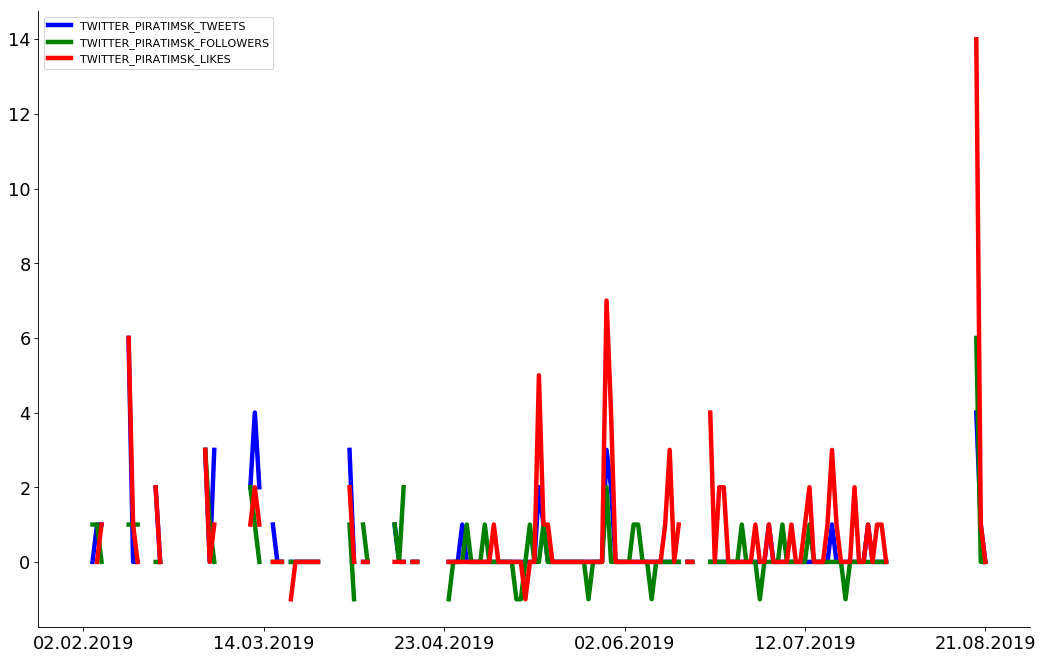 TWITTER_PIRATIMSK_TWEETS
TWITTER_PIRATIMSK_FOLLOWERS
TWITTER_PIRATIMSK_LIKES
14
12
10
8
6
4
2
0
02.02.2019 14.03.2019 23.04.2019 02.06.2019 12.07.2019 21.08.2019